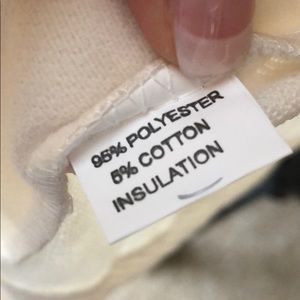 95% POLYESTER
5% COTTON
INSULATION